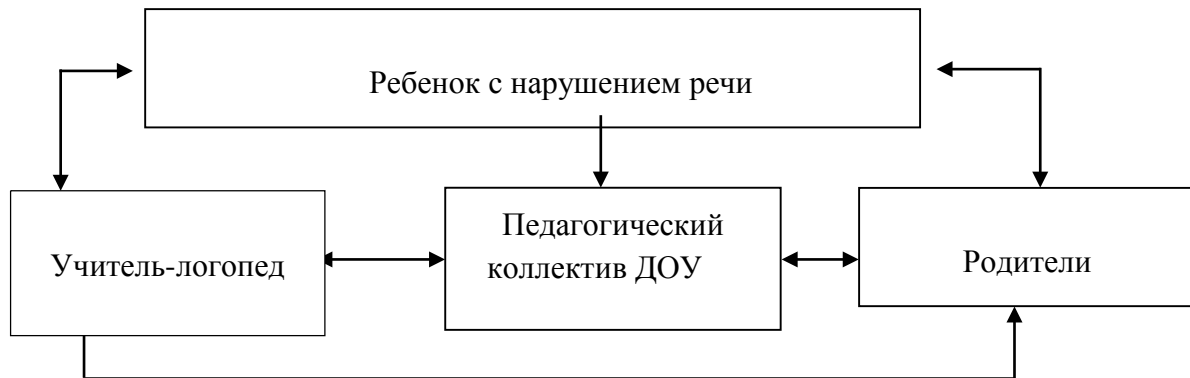 Ребенок с нарушением речи
Учитель-логопед
Педагогический
коллектив ДОУ
Родители